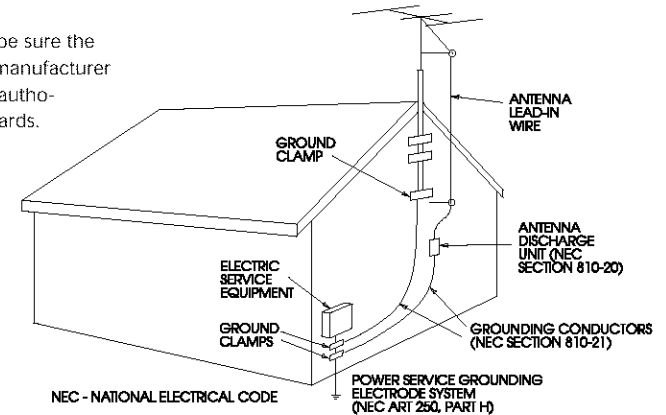 be sure the
manufacturer
autho-
ards.
ANTENNA
LEAD-IN
WIRE
GROUND
CLAMP
ANTENNA
DISCHARGE
UNIT (NEC
SECTION 810-20)
ELECTRIC
SERVICE
EQUIPMENT
GROUND
CLAMPS
GROUNDING CONDUCTORS
(NEC SECTION 810-21)
POWER SERVICE GROUNDING
ELECTRODE SYSTEM
(NEC ART 250, PART H)
NEC - NATIONAL ELECTRICAL CODE